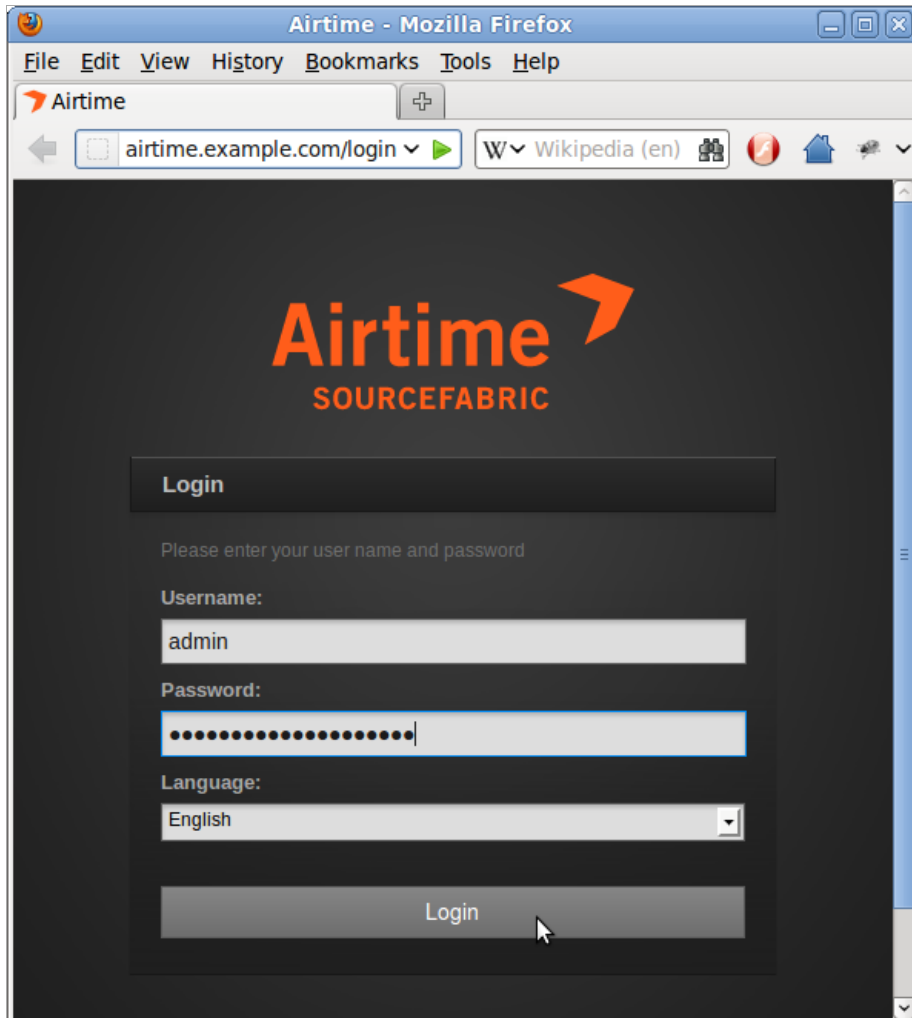 Airtime - Mozilla Firefox
File Edit View History Bookmarks Tools Help
Airtime
airtime.example.com/login W Wikipedia (en)
Airtime
SOURCEFABRIC
Login
Please enter your user name and password
Username:
admin
Password:
••••••••••••••••••••
Language:
English
Login